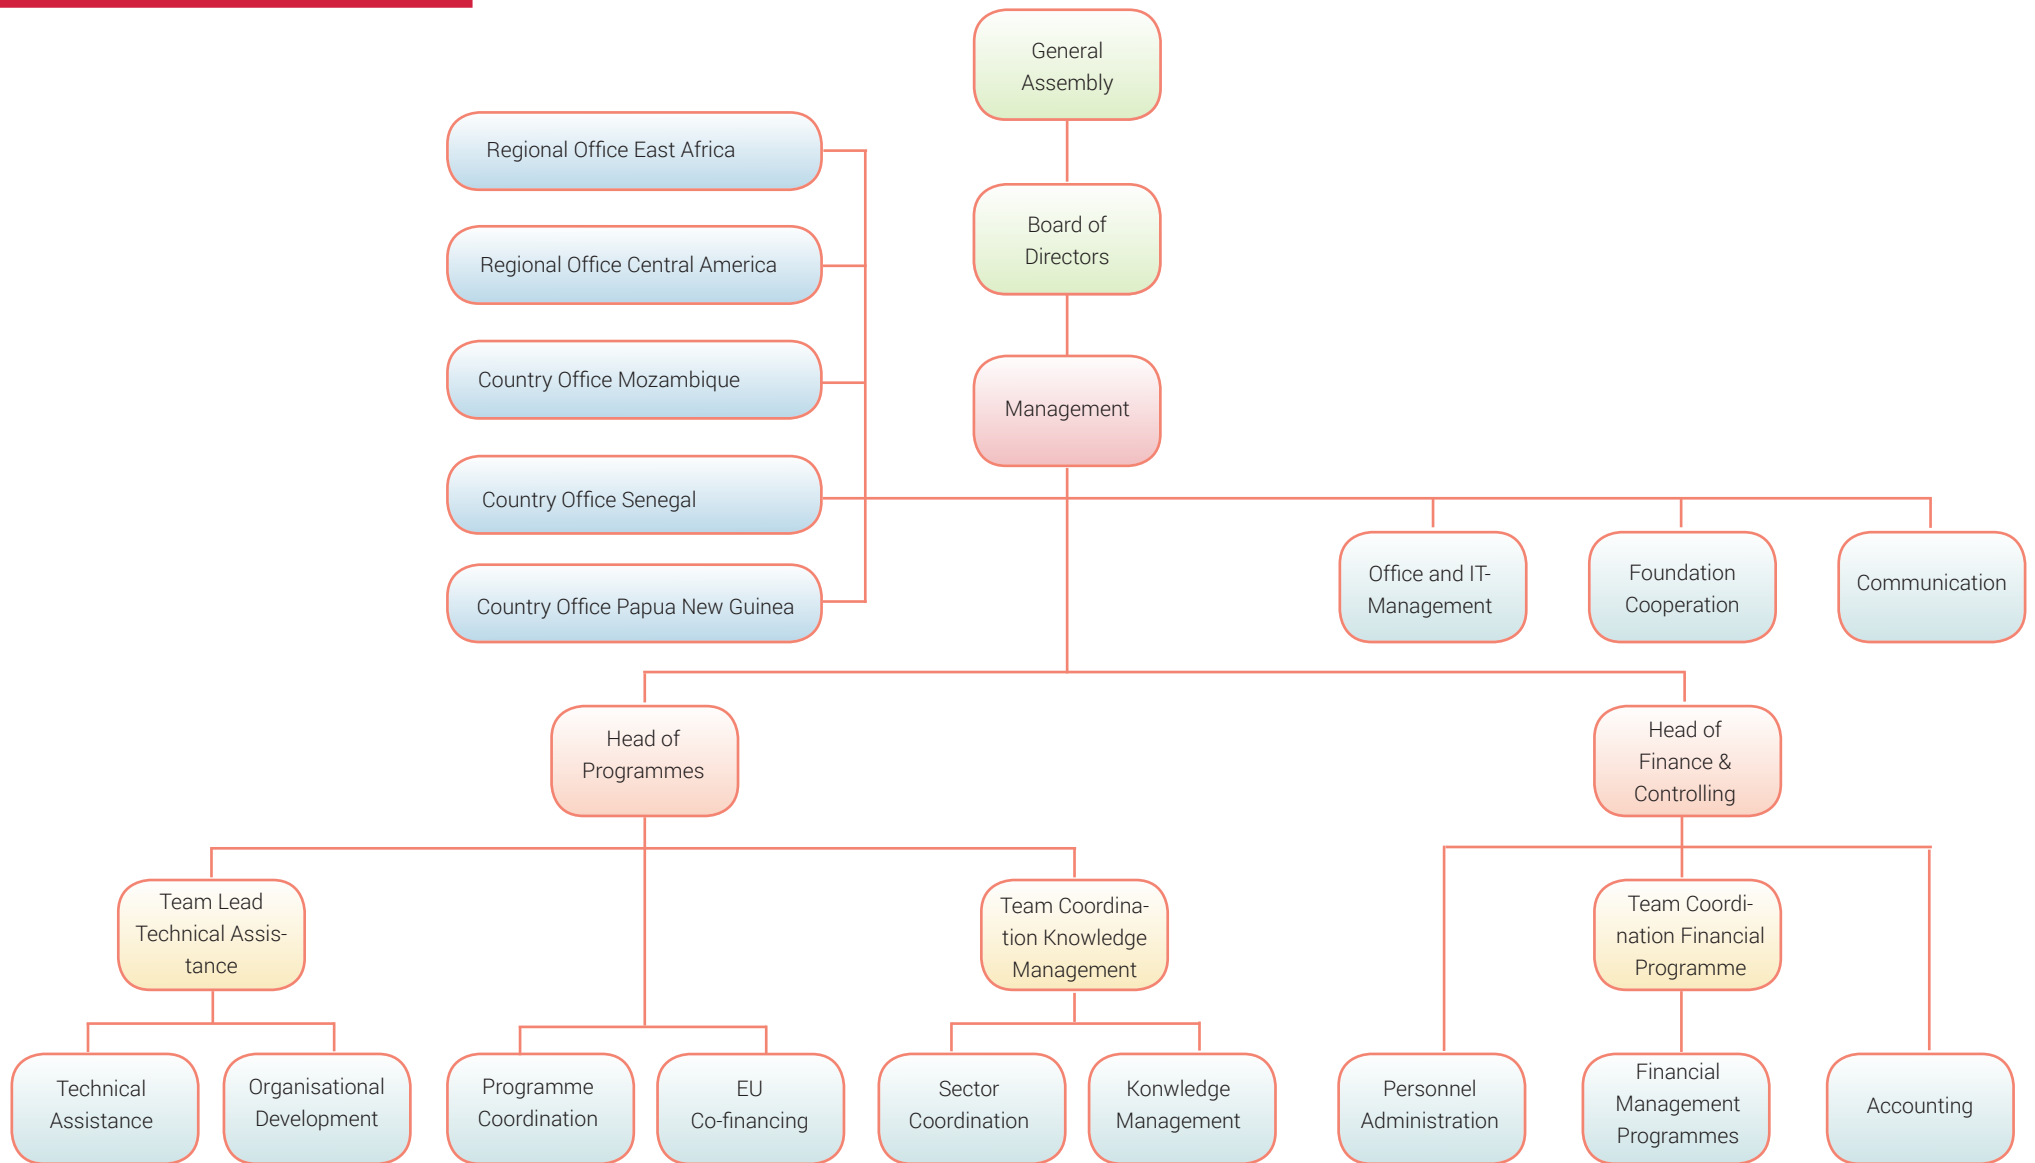 General
Assembly
Regional Office East Africa
Board of
Directors
Regional Office Central America
Country Office Mozambique
Management
Country Office Senegal
Office and IT-
Management
Foundation
Cooperation
Communication
Country Office Papua New Guinea
Head of
Programmes
Head of
Finance &
Controlling
Team Lead
Technical Assis-
tance
Team Coordina-
tion Knowledge
Management
Team Coordi-
nation Financial
Programme
Technical
Assistance
Organisational
Development
Programme
Coordination
EU
Co-financing
Sector
Coordination
Konwledge
Management
Personnel
Administration
Financial
Management
Programmes
Accounting